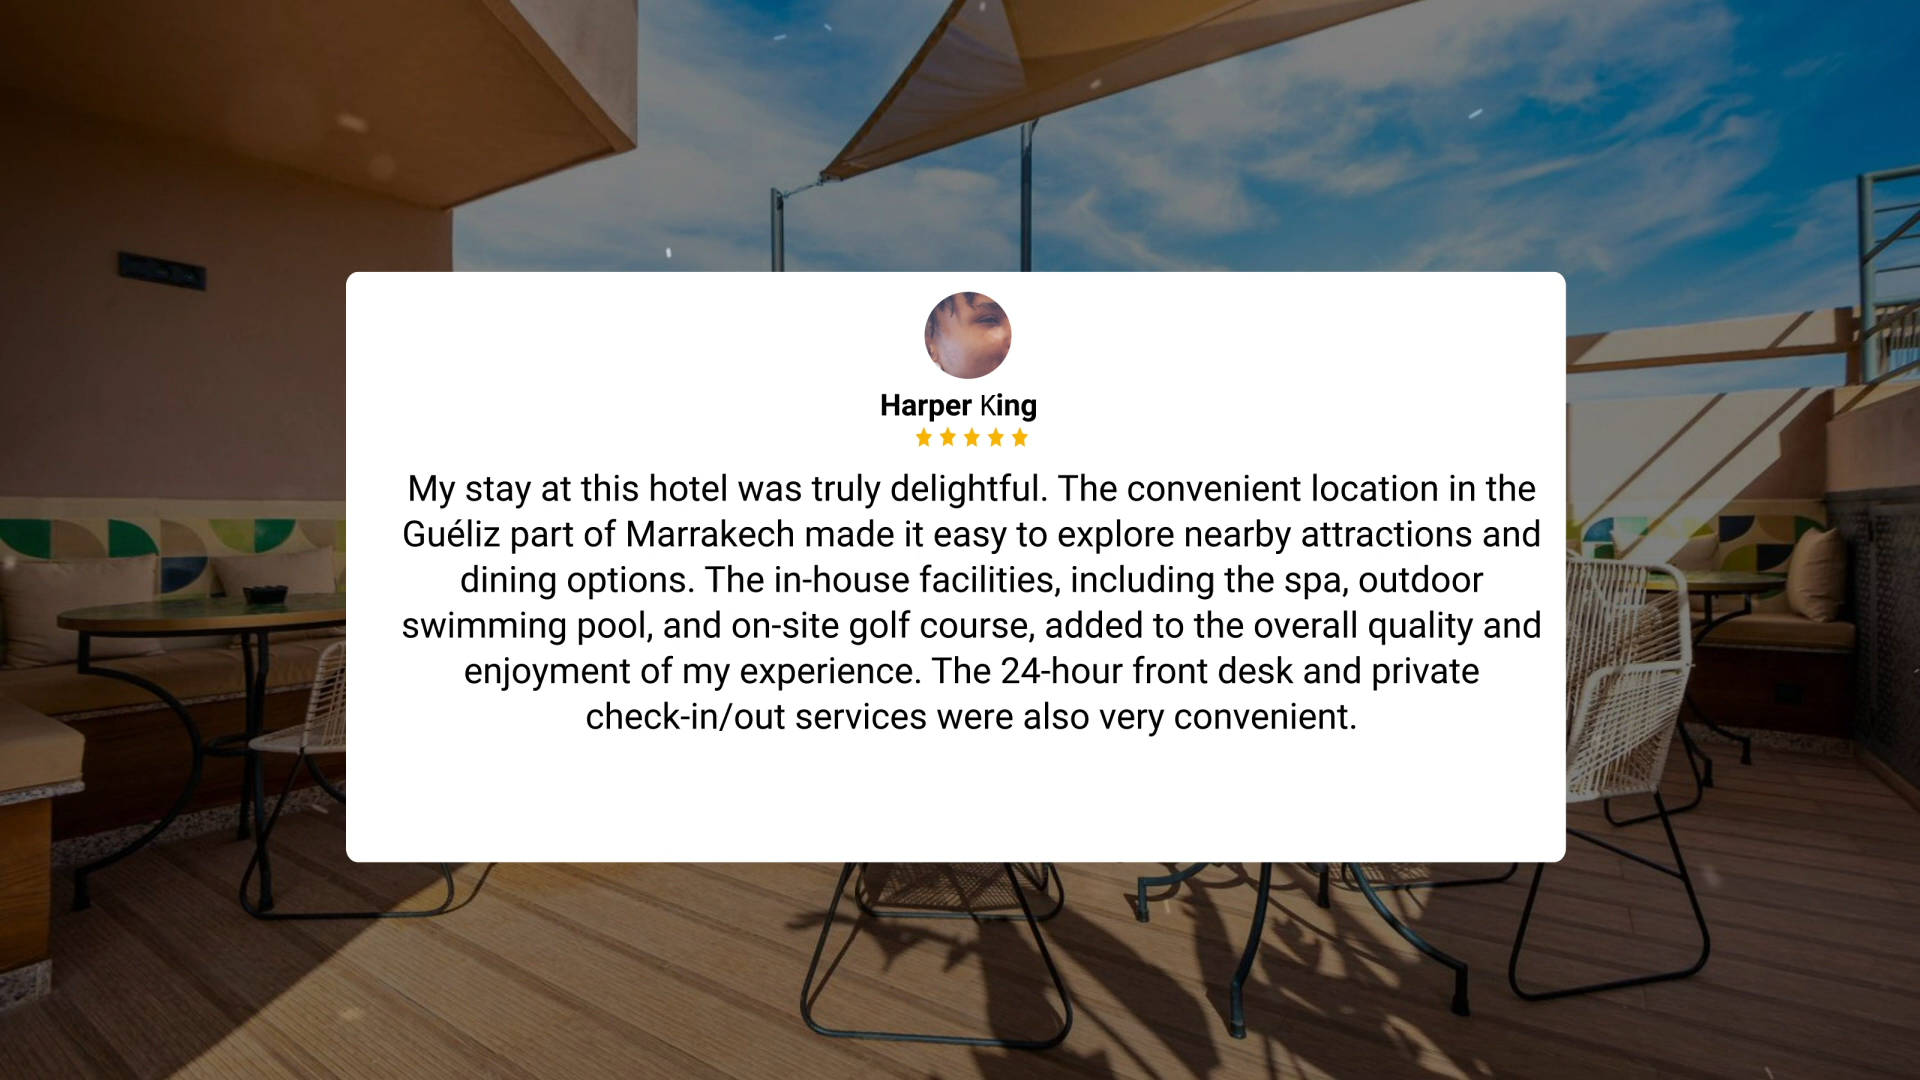 Harper King
My stay at this hotel was truly delightful. The convenient location in the
Guéliz part of Marrakech made it easy to explore nearby attractions and
dining options. The in-house facilities, including the spa, outdoor
swimming pool, and on-site golf course, added to the overall quality and
enjoyment of my experience. The 24-hour front desk and private
check-in/out services were also very convenient.